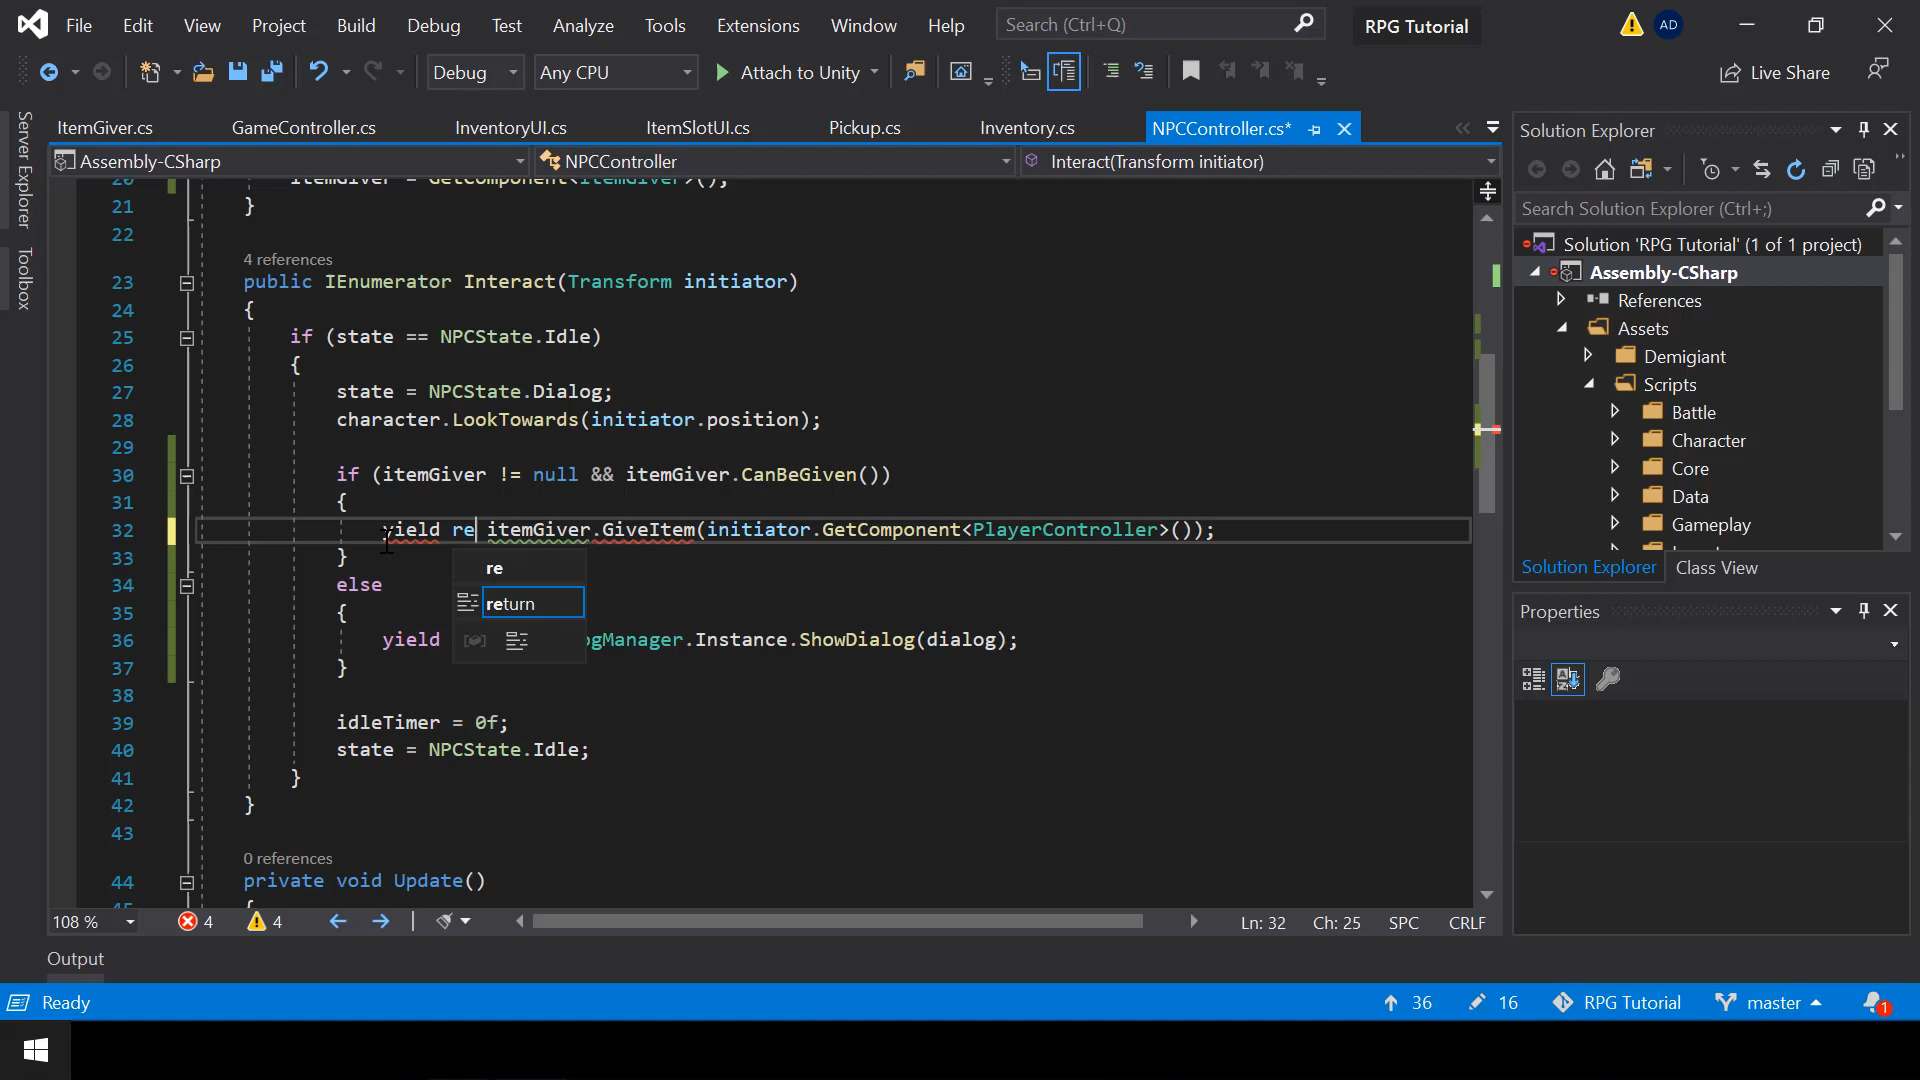 File Edit View Project Build Debug Test Analyze Tools Extensions Window Help Search (Ctrl+Q) RPG Tutorial AD
Debug Any CPU Attach to Unity Live Share
Server Explorer
Toolbox
ItemGiver.cs GameController.cs InventoryUI.cs ItemSlotUI.cs Pickup.cs Inventory.cs NPCController.cs*
Assembly-CSharp NPCController Interact(Transform initiator)
20 itemGiver = GetComponent<ItemGiver>();
21 }
22
4 references
23 public IEnumerator Interact(Transform initiator)
24 {
25 if (state == NPCState.Idle)
26 {
27 state = NPCState.Dialog;
28 character.LookTowards(initiator.position);
29
30 if (itemGiver != null && itemGiver.CanBeGiven())
31 {
32 yield re itemGiver.GiveItem(initiator.GetComponent<PlayerController>());
33 }
34 else
35 {
36 yield ogManager.Instance.ShowDialog(dialog);
37 }
38
39 idleTimer = 0f;
40 state = NPCState.Idle;
41 }
42 }
43
0 references
44 private void Update()
45 {
re
return
108 % 4 4 Ln: 32 Ch: 25 SPC CRLF
Solution Explorer
Search Solution Explorer (Ctrl+;)
Solution 'RPG Tutorial' (1 of 1 project)
Assembly-CSharp
References
Assets
Demigiant
Scripts
Battle
Character
Core
Data
Gameplay
Solution Explorer Class View
Properties
Output
Ready 36 16 RPG Tutorial master 1